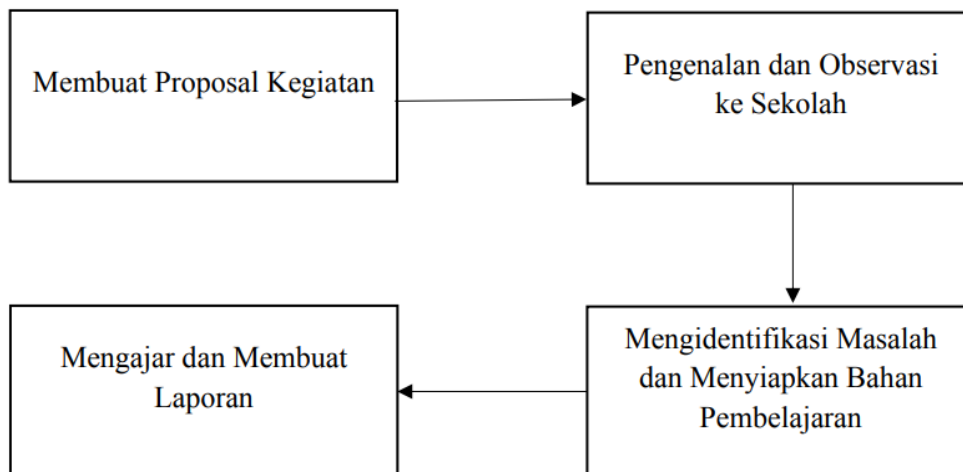 Membuat Proposal Kegiatan
Pengenalan dan Observasi
ke Sekolah
Mengidentifikasi Masalah
dan Menyiapkan Bahan
Pembelajaran
Mengajar dan Membuat
Laporan